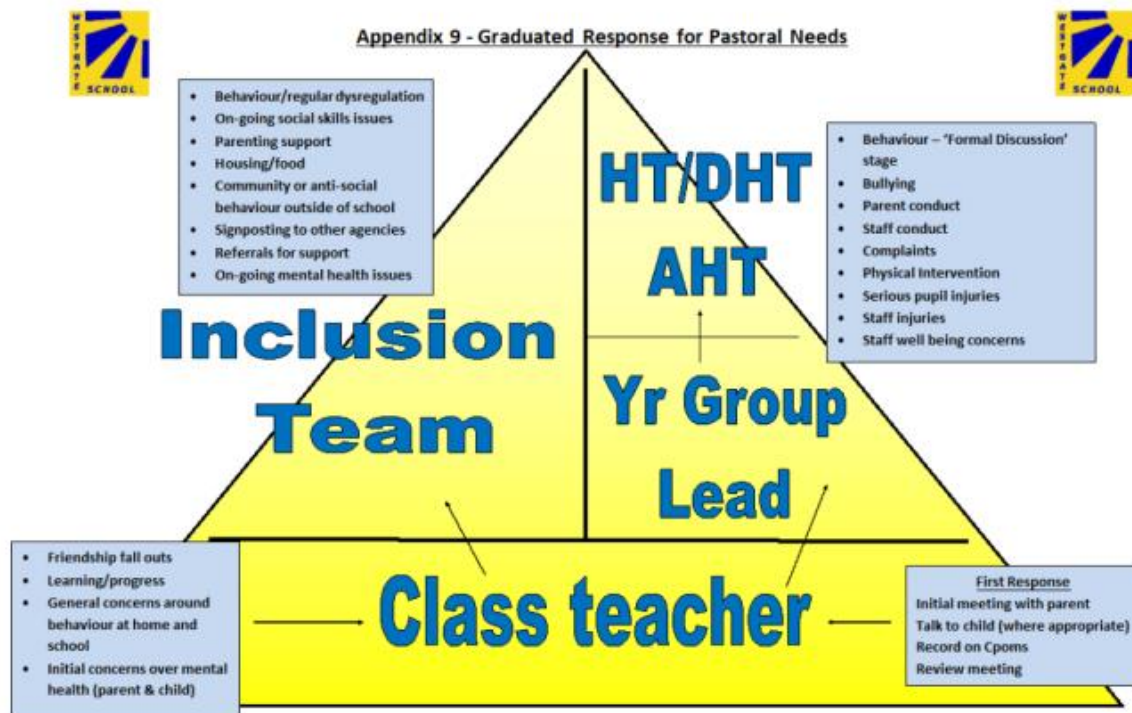 WESTGATE
SCHOOL
Appendix 9 - Graduated Response for Pastoral Needs
WESTGATE
SCHOOL
• Behaviour/regular dysregulation
• On-going social skills issues
• Parenting support
• Housing/food
• Community or anti-social
behaviour outside of school
• Signposting to other agencies
• Referrals for support
• On-going mental health issues
HT/DHT
AHT
• Behaviour – ‘Formal Discussion’
stage
• Bullying
• Parent conduct
• Staff conduct
• Complaints
• Physical Intervention
• Serious pupil injuries
• Staff injuries
• Staff well being concerns
Inclusion
Team
Yr Group
Lead
• Friendship fall outs
• Learning/progress
• General concerns around
behaviour at home and
school
• Initial concerns over mental
health (parent & child)
Class teacher
First Response
Initial meeting with parent
Talk to child (where appropriate)
Record on Cpoms
Review meeting